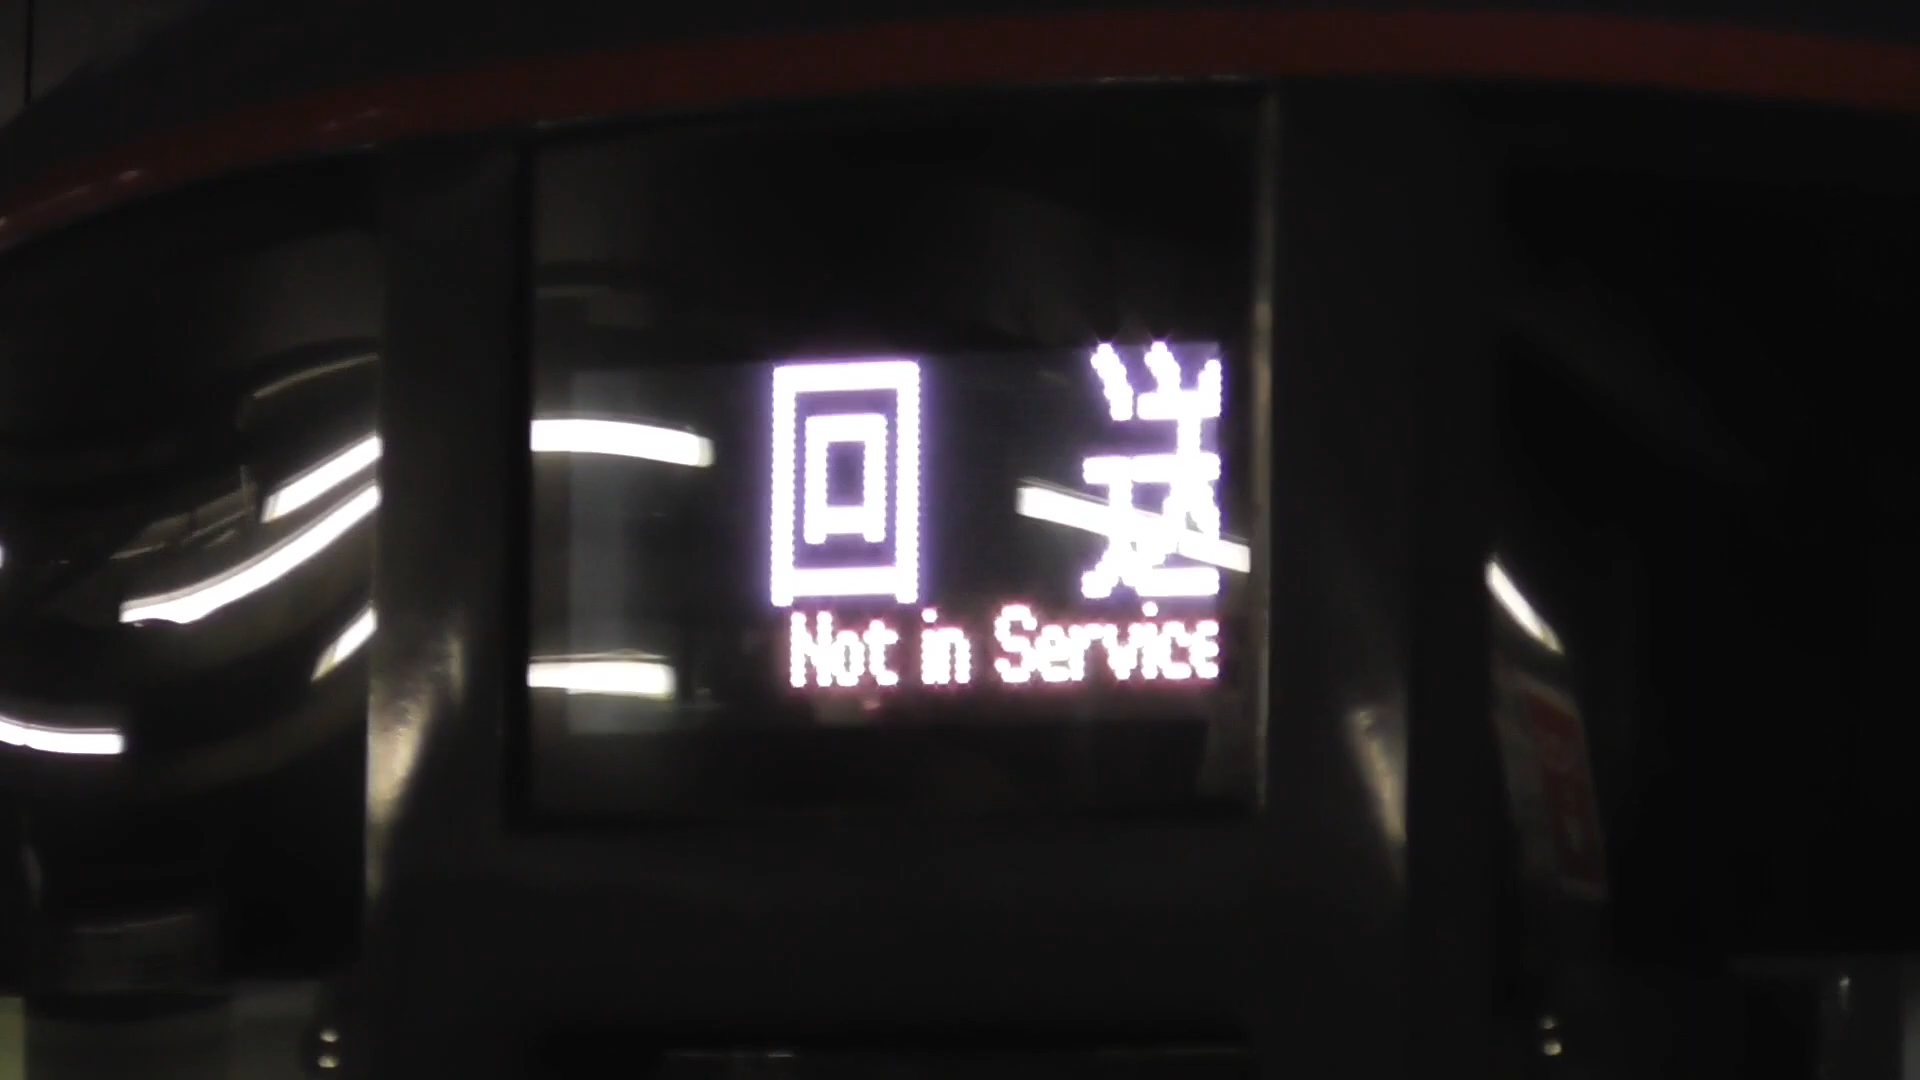 回送
Not in Service